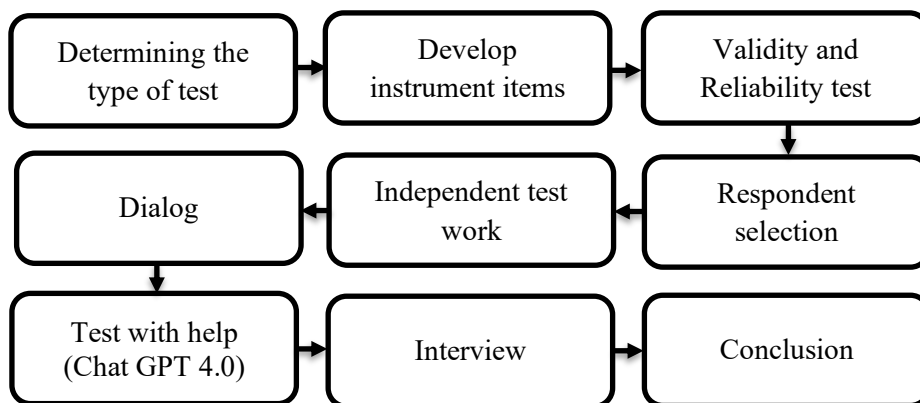 Determining the
type of test
Develop
instrument items
Validity and
Reliability test
Respondent
selection
Independent test
work
Dialog
Test with help
(Chat GPT 4.0)
Interview
Conclusion